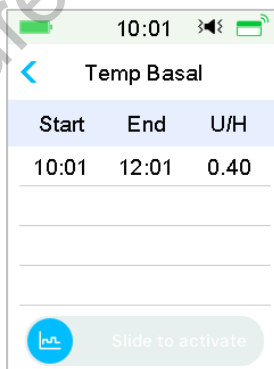 10:01
Temp Basal
Start End U/H
10:01 12:01 0.40
Slide to activate